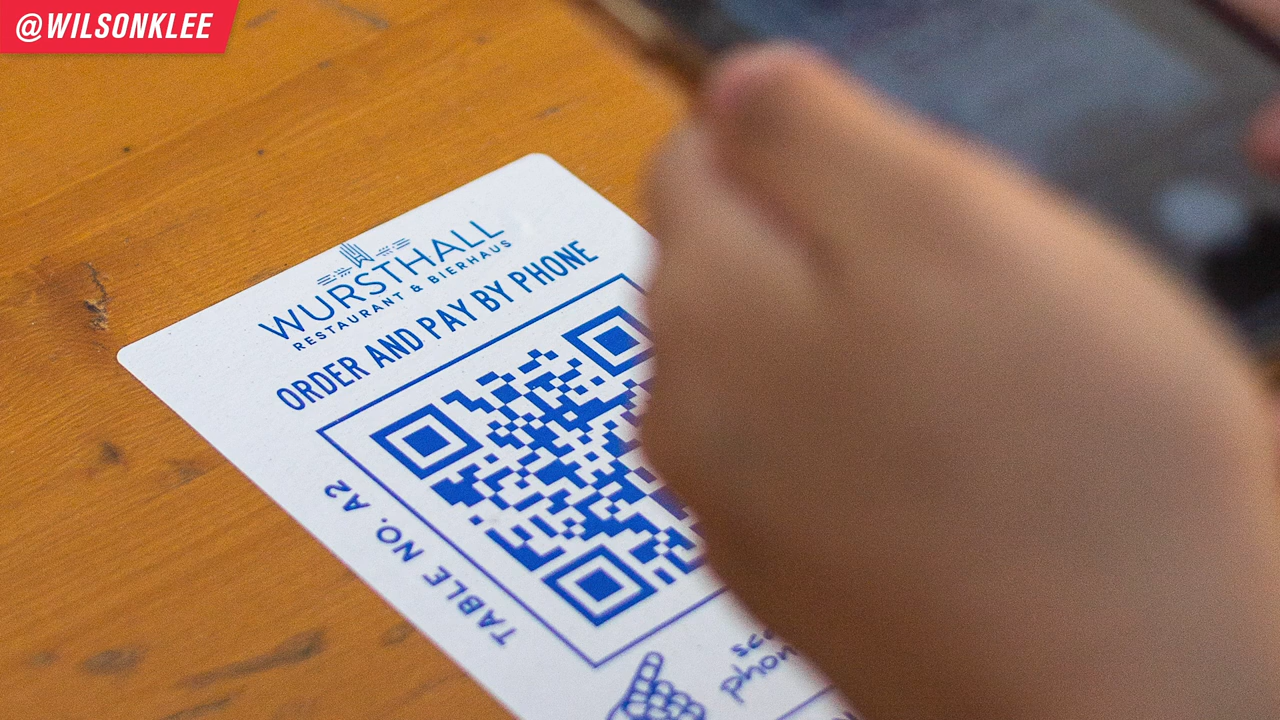 @WILSONKLEE
WURSTHALL
RESTAURANT & BIERHAUS
ORDER AND PAY BY PHONE
TABLE NO. A2